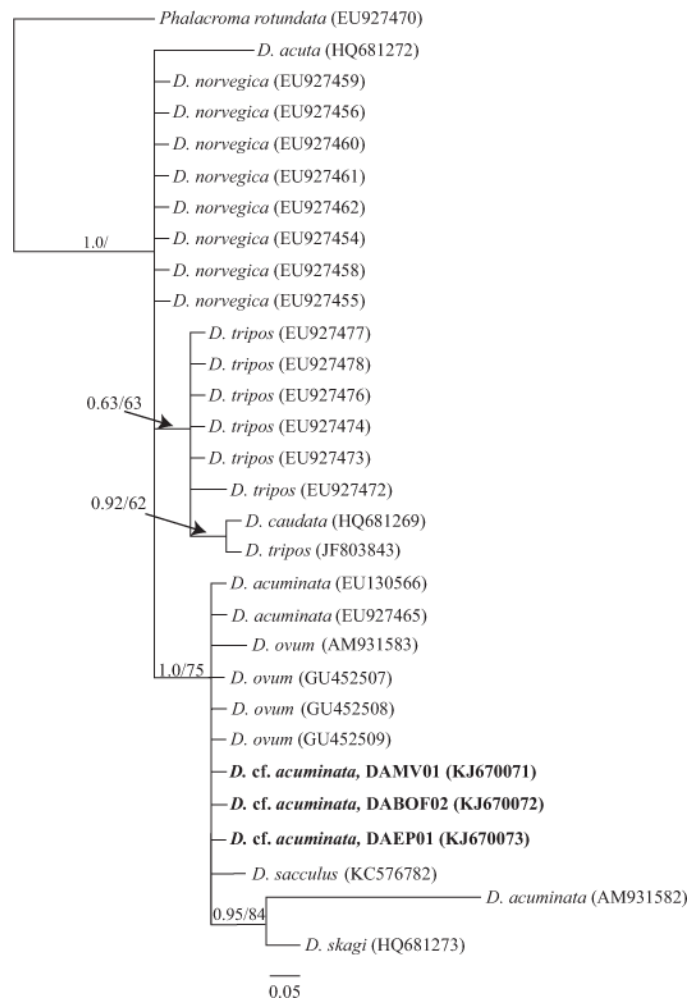 Phalacroma rotundata (EU927470)
D. acuta (HQ681272)
D. norvegica (EU927459)
D. norvegica (EU927456)
D. norvegica (EU927460)
D. norvegica (EU927461)
D. norvegica (EU927462)
D. norvegica (EU927454)
1.0/
D. norvegica (EU927458)
D. norvegica (EU927455)
D. tripos (EU927477)
D. tripos (EU927478)
D. tripos (EU927476)
0.63/63
D. tripos (EU927474)
D. tripos (EU927473)
D. tripos (EU927472)
0.92/62
D. caudata (HQ681269)
D. tripos (JF803843)
D. acuminata (EU130566)
D. acuminata (EU927465)
D. ovum (AM931583)
1.0/75
D. ovum (GU452507)
D. ovum (GU452508)
D. ovum (GU452509)
D. cf. acuminata, DAMV01 (KJ670071)
D. cf. acuminata, DABOF02 (KJ670072)
D. cf. acuminata, DAEP01 (KJ670073)
D. sacculus (KC576782)
D. acuminata (AM931582)
0.95/84
D. skagi (HQ681273)
0.05